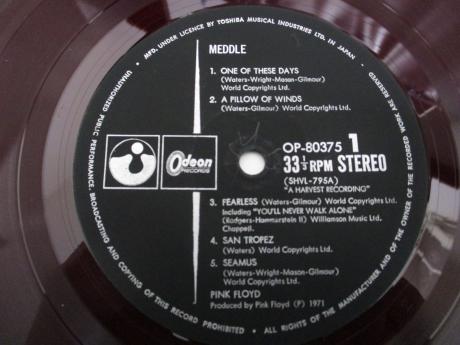 MFD. UNDER LICENCE BY TOSHIBA MUSICAL INDUSTRIES LTD. IN JAPAN •
ALL RIGHTS OF THE MANUFACTURER AND OF THE OWNER OF THE RECORDED WORK ARE RESERVED
UNAUTHORIZED PUBLIC PERFORMANCE, BROADCASTING AND COPYING OF THIS RECORD PROHIBITED •
MEDDLE
1. ONE OF THESE DAYS
(Waters-Wright-Mason-Gilmour)
World Copyrights Ltd.
2. A PILLOW OF WINDS
(Waters-Gilmour) World Copyrights Ltd.
Odeon
RECORDS
OP-80375 1
33 1/3 RPM STEREO
(SHVL-795A)
"A HARVEST RECORDING"
3. FEARLESS (Waters-Gilmour) World Copyrights Ltd.
Including "YOU'LL NEVER WALK ALONE"
(Rodgers-Hammerstein II) Williamson Music Ltd.
Chappell.
4. SAN TROPEZ
(Waters) World Copyrights Ltd.
5. SEAMUS
(Waters-Wright-Mason-Gilmour)
World Copyrights Ltd.
PINK FLOYD
Produced by Pink Floyd (P) 1971